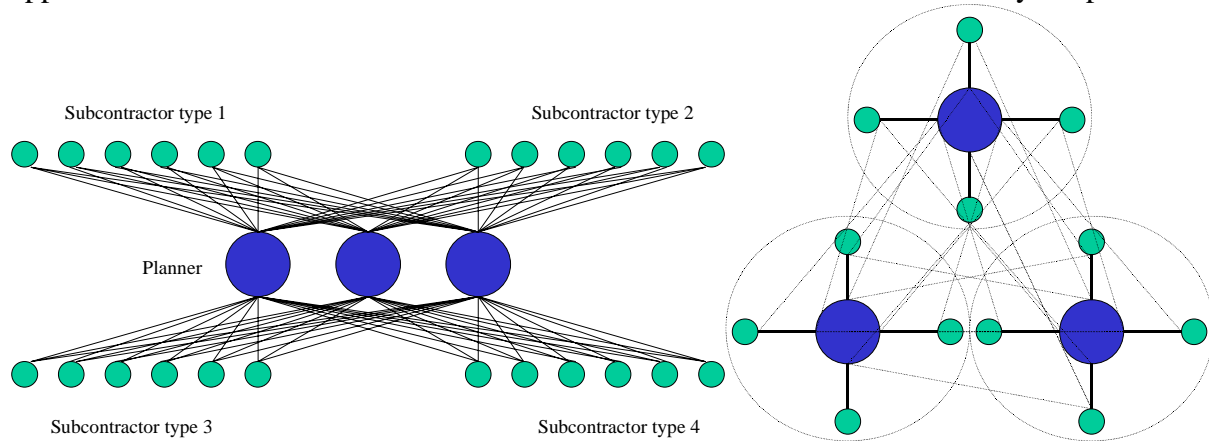 Subcontractor type 1
Subcontractor type 2
Planner
Subcontractor type 3
Subcontractor type 4